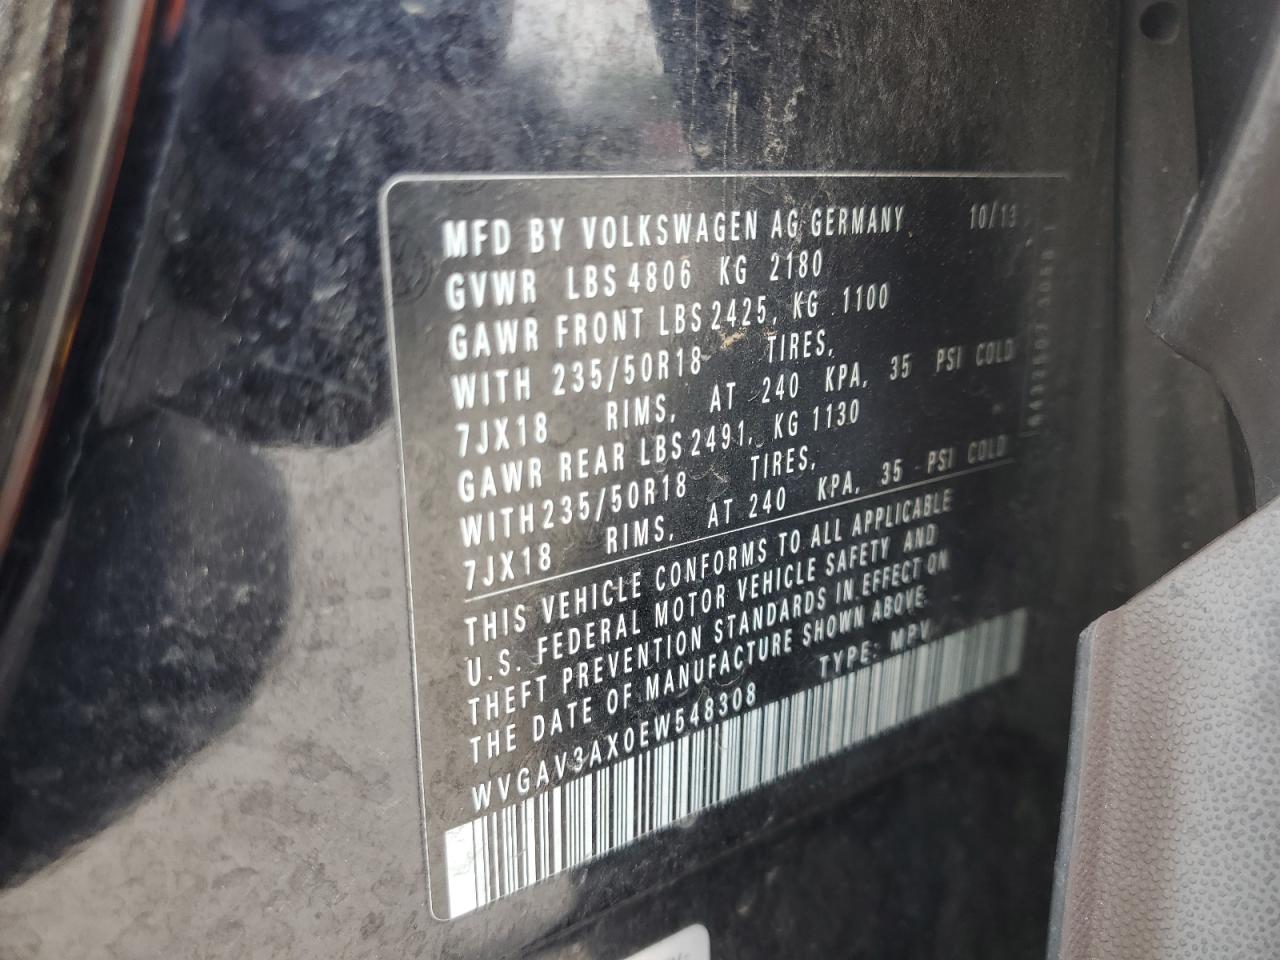 MFD BY VOLKSWAGEN AG GERMANY 10/13
GVWR LBS 4806 KG 2180
GAWR FRONT LBS 2425, KG 1100
WITH 235/50R18 TIRES,
7JX18 RIMS, AT 240 KPA, 35 PSI COLD
GAWR REAR LBS 2491, KG 1130
WITH 235/50R18 TIRES,
7JX18 RIMS, AT 240 KPA, 35 PSI COLD
THIS VEHICLE CONFORMS TO ALL APPLICABLE
U.S. FEDERAL MOTOR VEHICLE SAFETY AND
THEFT PREVENTION STANDARDS IN EFFECT ON
THE DATE OF MANUFACTURE SHOWN ABOVE
WVGAV3AX0EW548308 TYPE: MPV